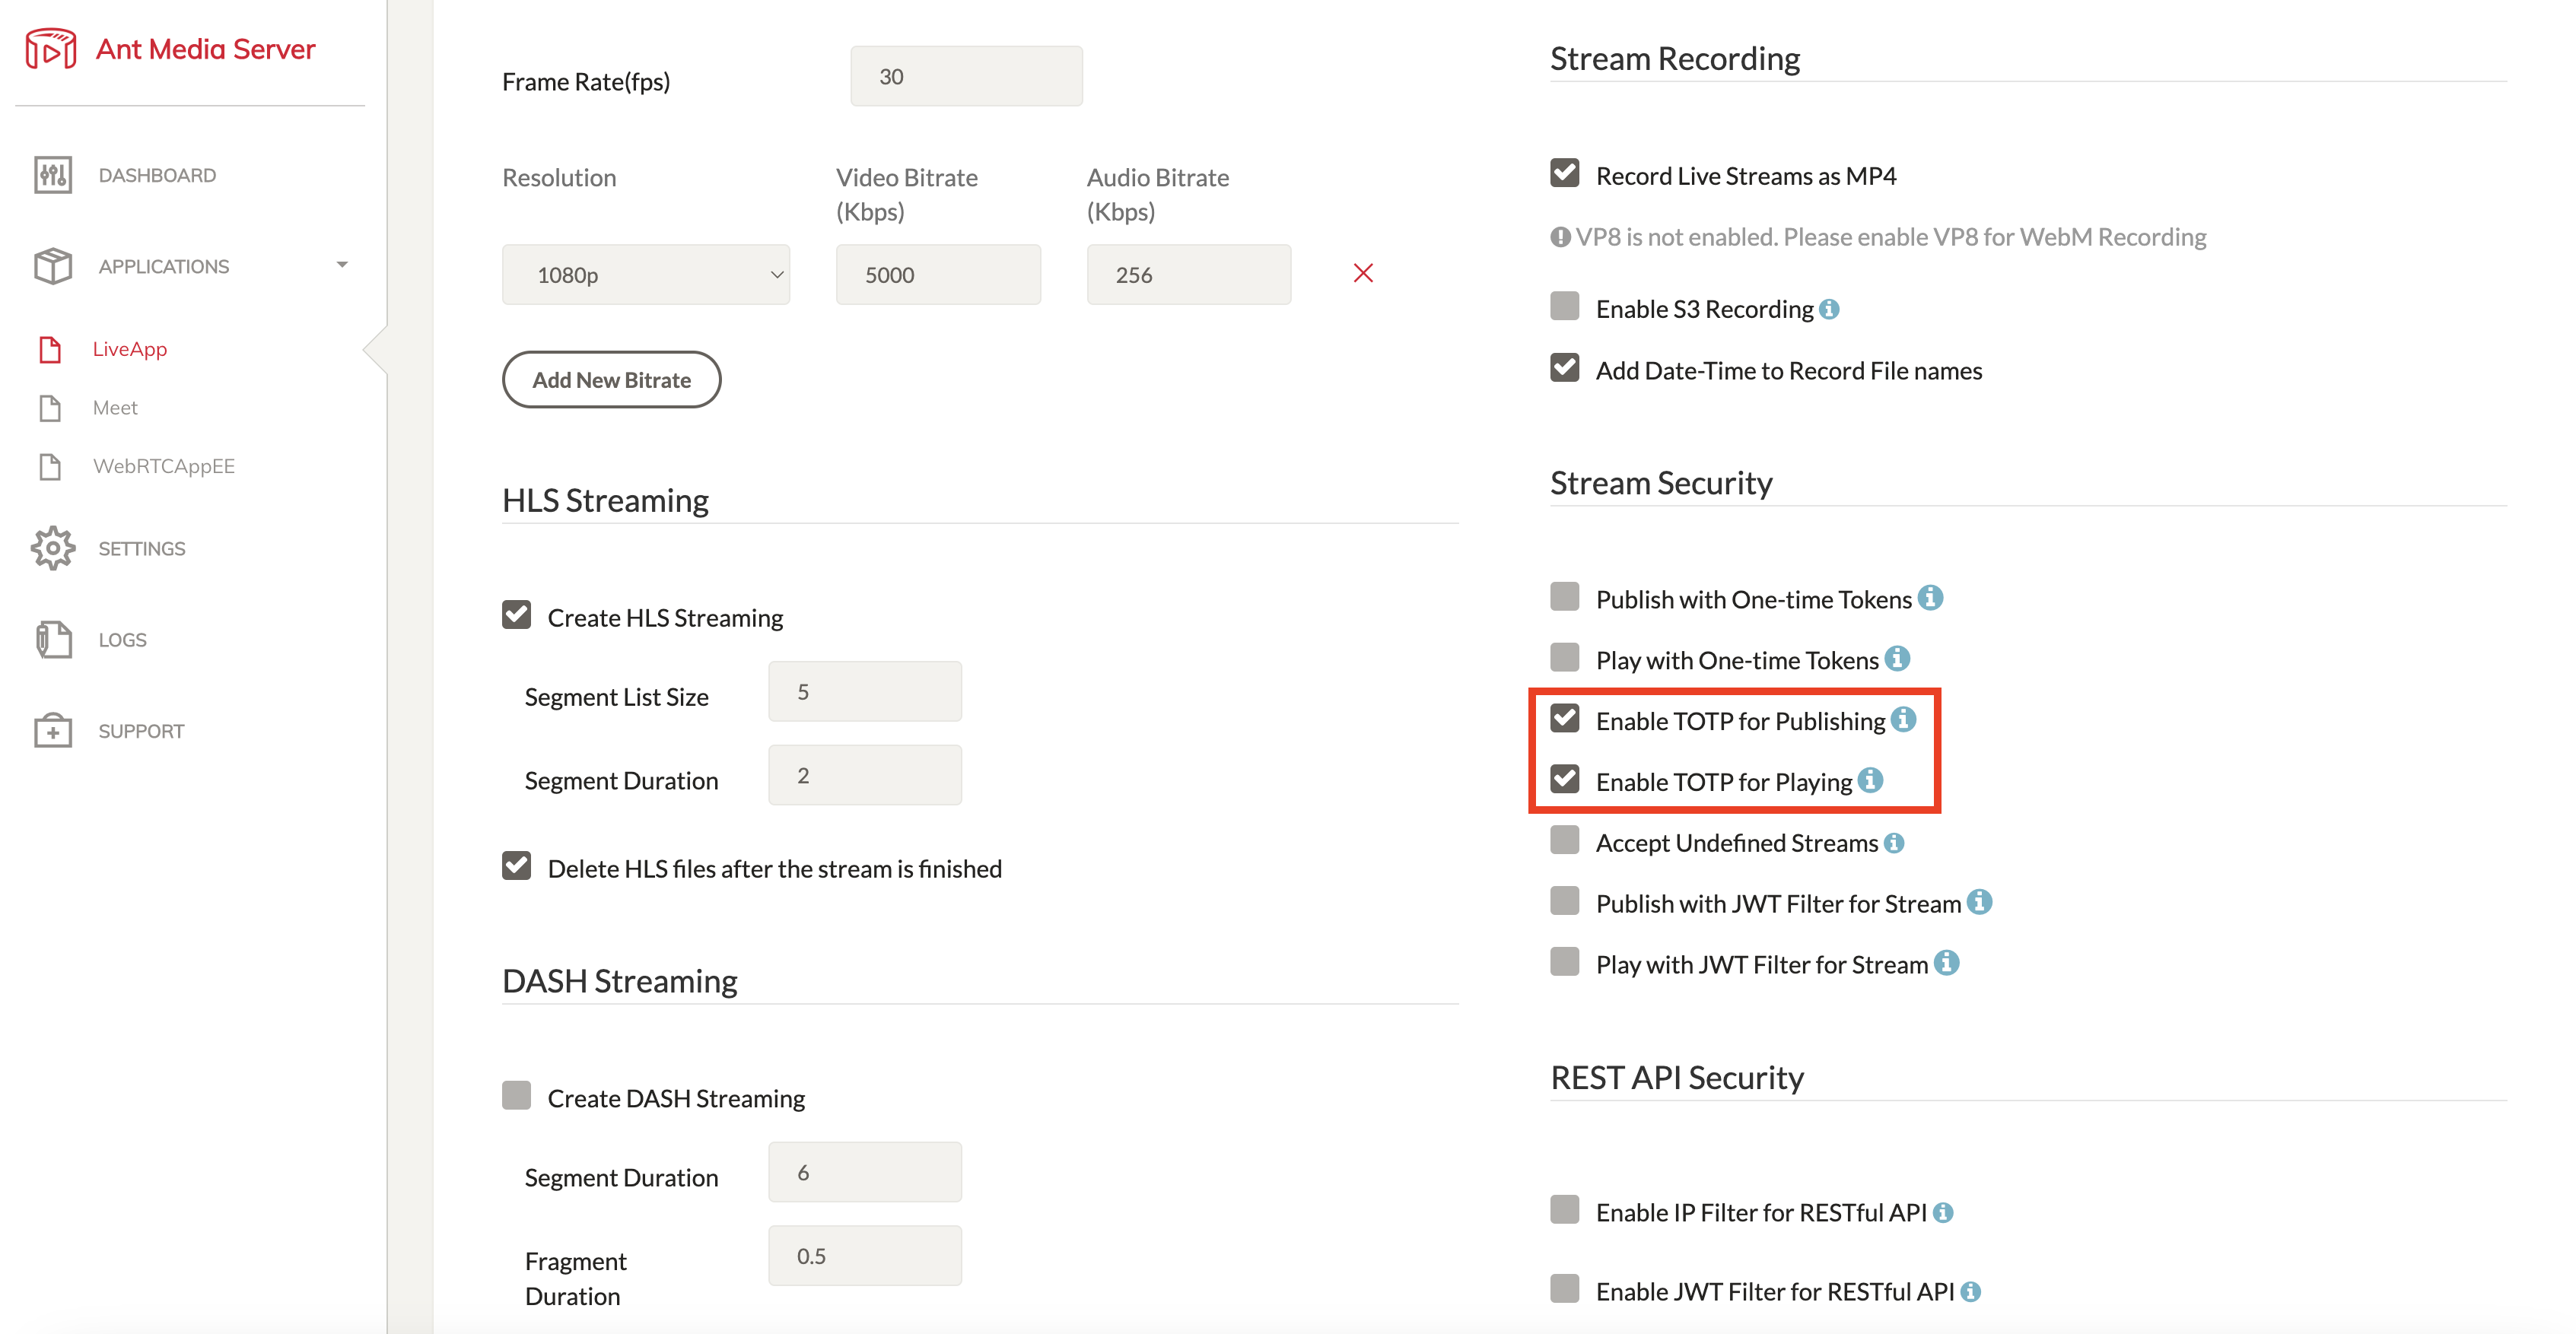 Ant Media Server
DASHBOARD
APPLICATIONS
LiveApp
Meet
WebRTCAppEE
SETTINGS
LOGS
SUPPORT
Frame Rate(fps)
30
Resolution
Video Bitrate
(Kbps)
Audio Bitrate
(Kbps)
1080p
5000
256
Add New Bitrate
HLS Streaming
Create HLS Streaming
Segment List Size
5
Segment Duration
2
Delete HLS files after the stream is finished
DASH Streaming
Create DASH Streaming
Segment Duration
6
Fragment
Duration
0.5
Stream Recording
Record Live Streams as MP4
VP8 is not enabled. Please enable VP8 for WebM Recording
Enable S3 Recording
Add Date-Time to Record File names
Stream Security
Publish with One-time Tokens
Play with One-time Tokens
Enable TOTP for Publishing
Enable TOTP for Playing
Accept Undefined Streams
Publish with JWT Filter for Stream
Play with JWT Filter for Stream
REST API Security
Enable IP Filter for RESTful API
Enable JWT Filter for RESTful API